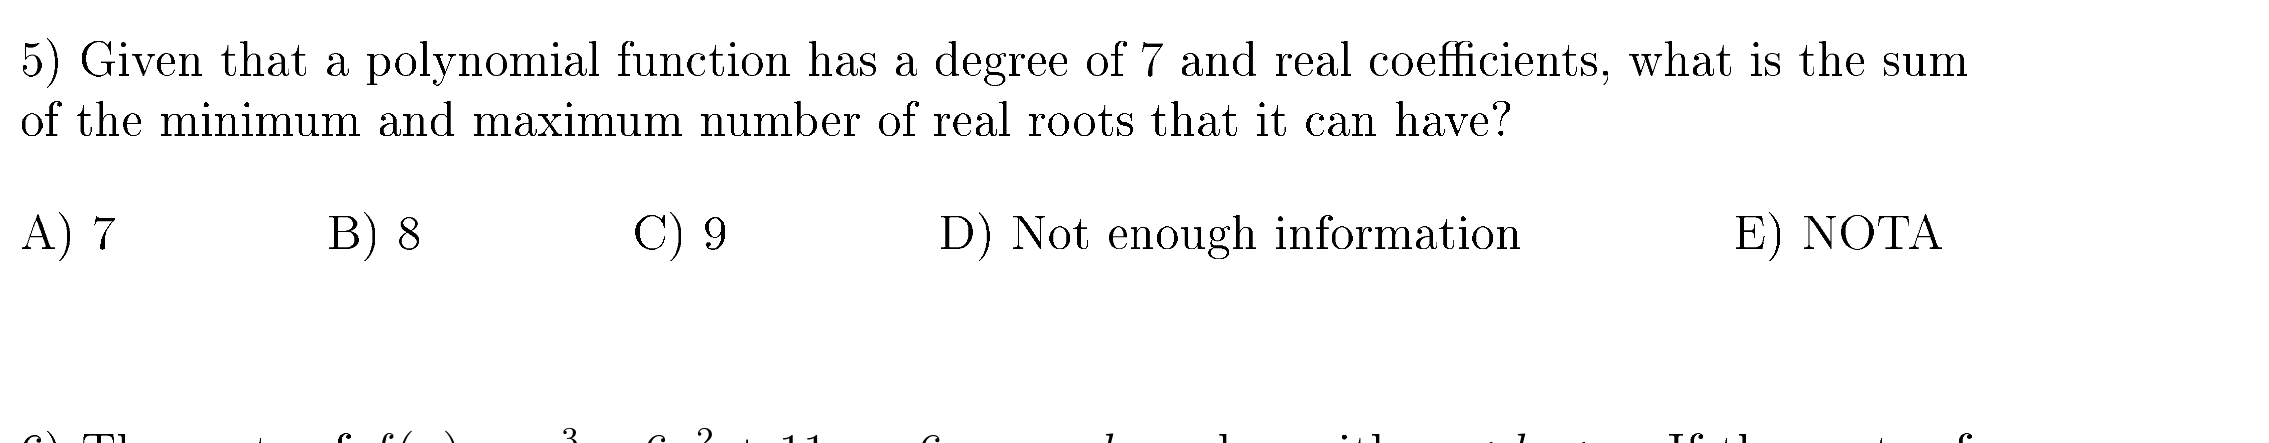 5) Given that a polynomial function has a degree of 7 and real coefficients, what is the sum
of the minimum and maximum number of real roots that it can have?
A) 7 B) 8 C) 9 D) Not enough information E) NOTA